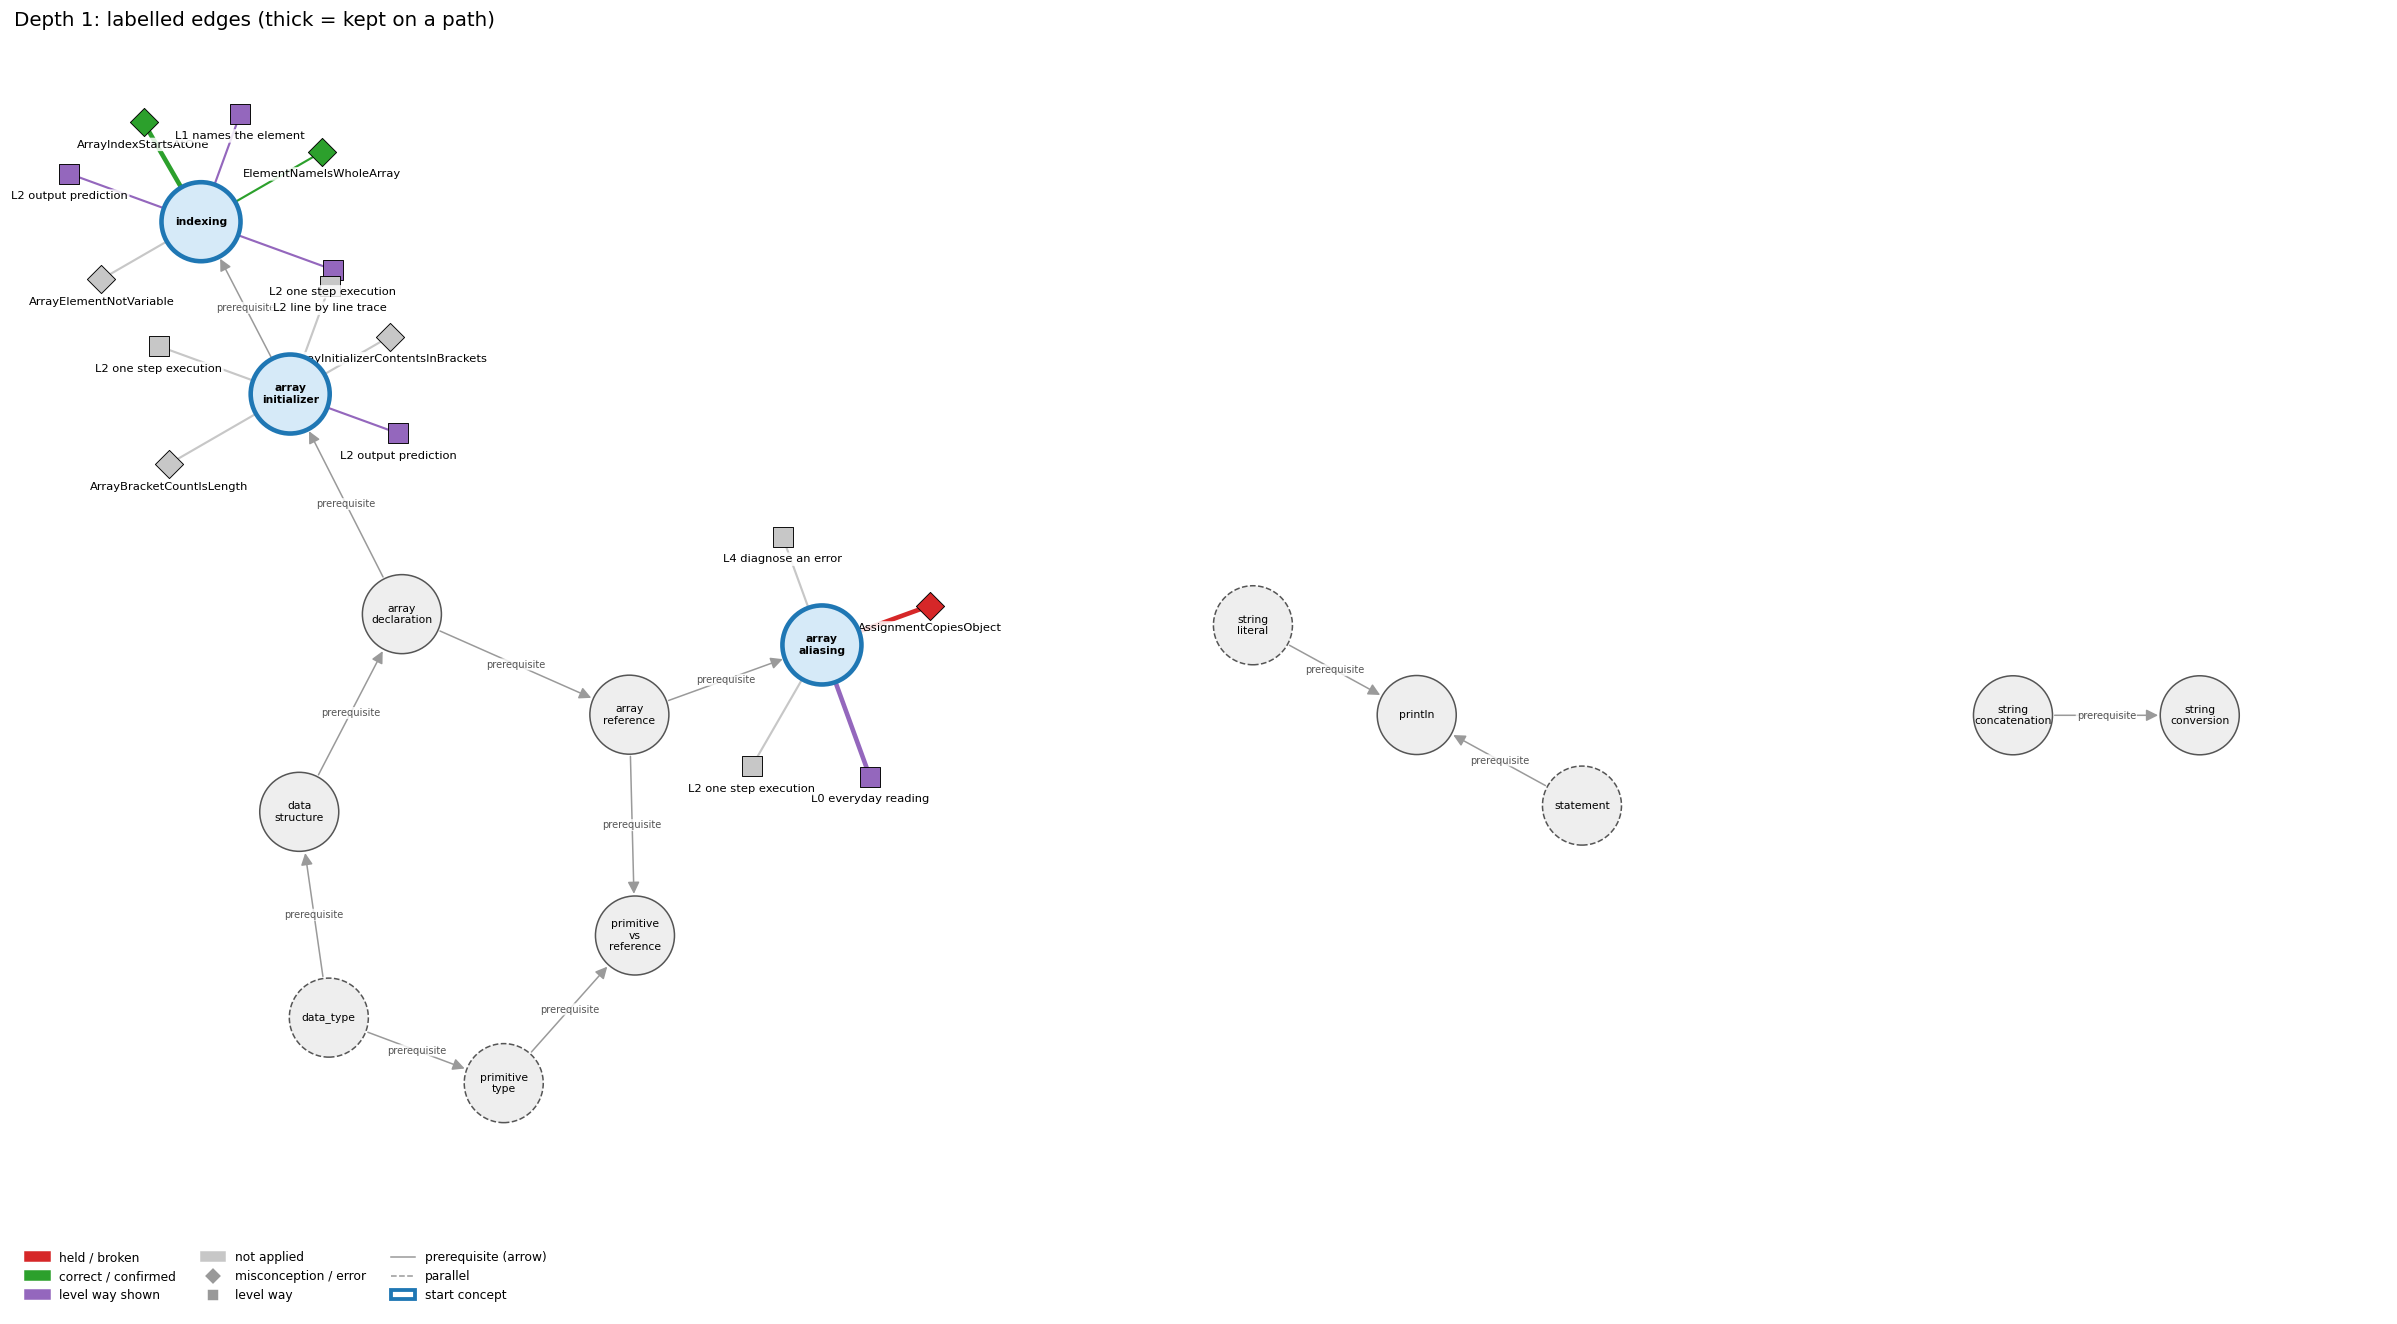 Depth 1: labelled edges (thick = kept on a path)
ArrayIndexStartsAtOne
L1 names the element
ElementNameIsWholeArray
L2 output prediction
indexing
ArrayElementNotVariable
L2 one step execution
prerequisite
L2 line by line trace
L2 one step execution
yInitializerContentsInBrackets
array
initializer
L2 output prediction
ArrayBracketCountIsLength
prerequisite
L4 diagnose an error
array
declaration
AssignmentCopiesObject
array
aliasing
prerequisite
prerequisite
array
reference
prerequisite
L2 one step execution
L0 everyday reading
data
structure
prerequisite
prerequisite
primitive
vs
reference
data_type
prerequisite
prerequisite
primitive
type
string
literal
prerequisite
println
prerequisite
statement
string
concatenation
prerequisite
string
conversion
held / broken
correct / confirmed
level way shown
not applied
misconception / error
level way
prerequisite (arrow)
parallel
start concept